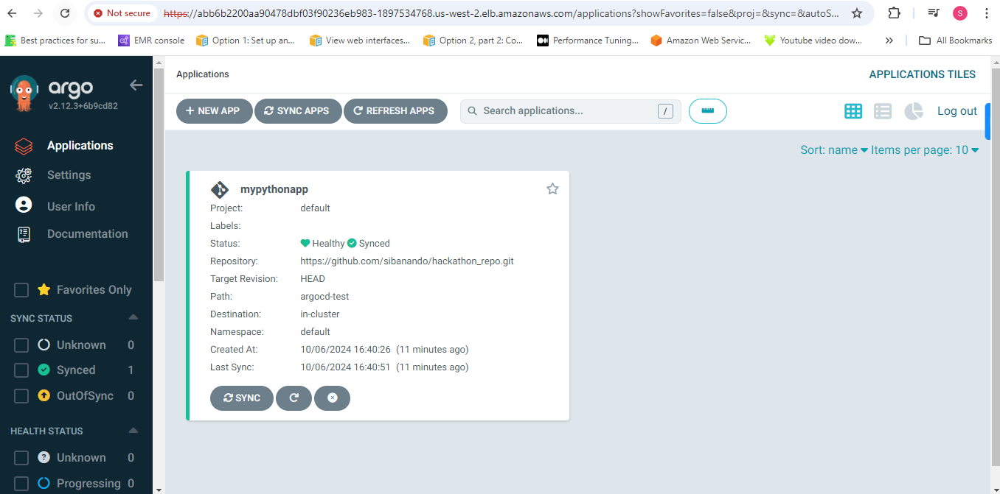 Not secure https://abb6b2200aa90478dbf03f90236eb983-1897534768.us-west-2.elb.amazonaws.com/applications?showFavorites=false&proj=&sync=&autoS... S
Best practices for su... EMR console Option 1: Set up an... View web interfaces... Option 2, part 2: Co... Performance Tuning... Amazon Web Servic... Youtube video dow... » All Bookmarks
argo
v2.12.3+6b9cd82
Applications
Settings
User Info
Documentation
Favorites Only
SYNC STATUS
Unknown 0
Synced 1
OutOfSync 0
HEALTH STATUS
Unknown 0
Progressing 0
Applications APPLICATIONS TILES
+ NEW APP SYNC APPS REFRESH APPS Search applications... / Log out
Sort: name Items per page: 10
mypythonapp
Project: default
Labels:
Status: Healthy Synced
Repository: https://github.com/sibanando/hackathon_repo.git
Target Revision: HEAD
Path: argocd-test
Destination: in-cluster
Namespace: default
Created At: 10/06/2024 16:40:26 (11 minutes ago)
Last Sync: 10/06/2024 16:40:51 (11 minutes ago)
SYNC